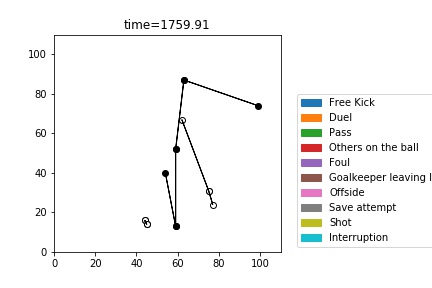 time=1759.91
100
80
60
40
20
0
0 20 40 60 80 100
Free Kick
Duel
Pass
Others on the ball
Foul
Goalkeeper leaving l
Offside
Save attempt
Shot
Interruption